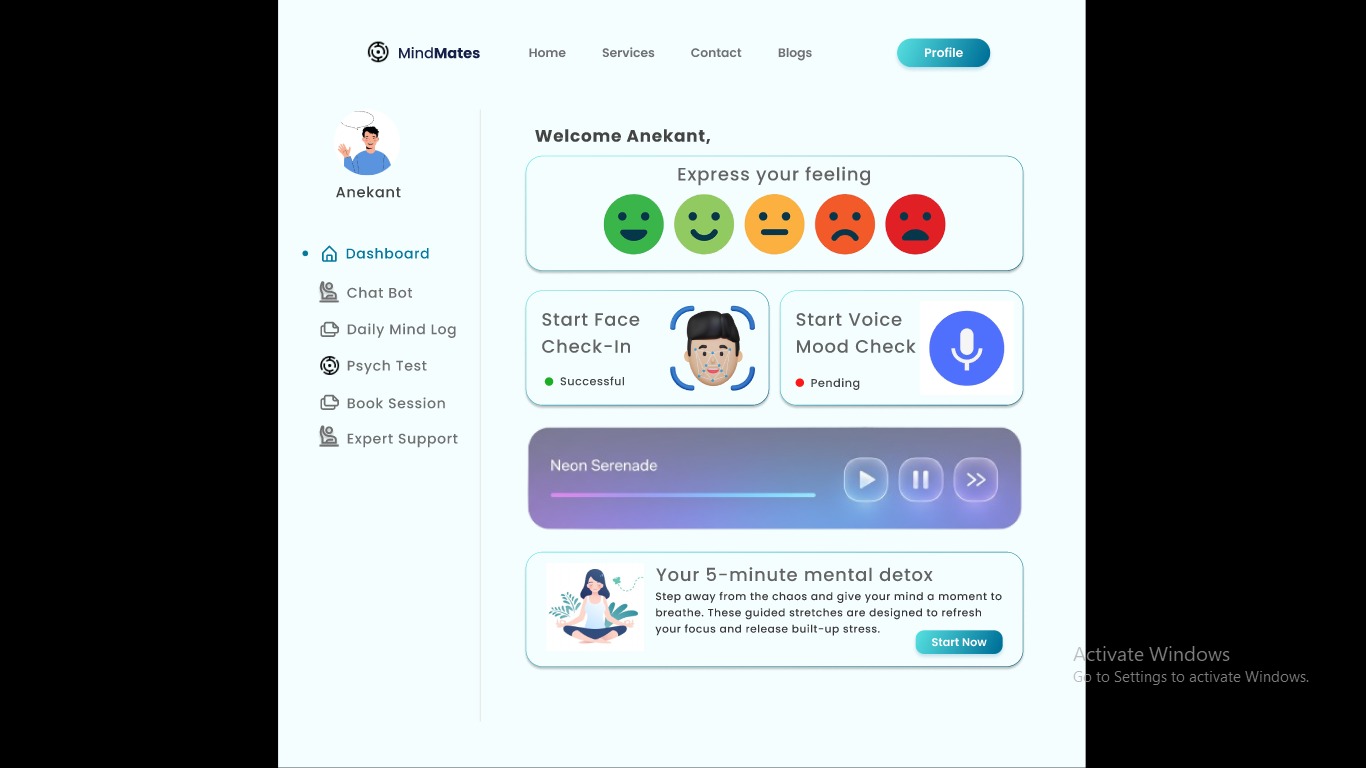 MindMates
Home
Services
Contact
Blogs
Profile
Anekant
Dashboard
Chat Bot
Daily Mind Log
Psych Test
Book Session
Expert Support
Welcome Anekant,
Express your feeling
Start Face
Check-In
Successful
Start Voice
Mood Check
Pending
Neon Serenade
Your 5-minute mental detox
Step away from the chaos and give your mind a moment to
breathe. These guided stretches are designed to refresh
your focus and release built-up stress.
Start Now
Activate Windows
Go to Settings to activate Windows.